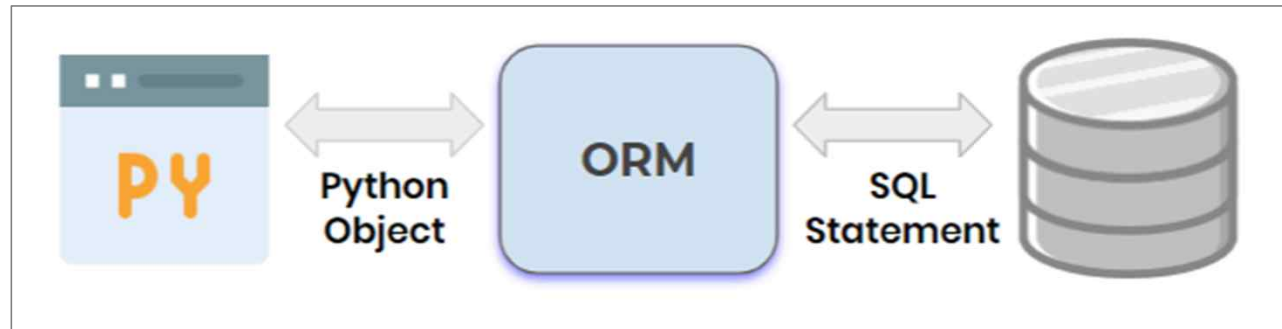 PY
Python
Object
ORM
SQL
Statement